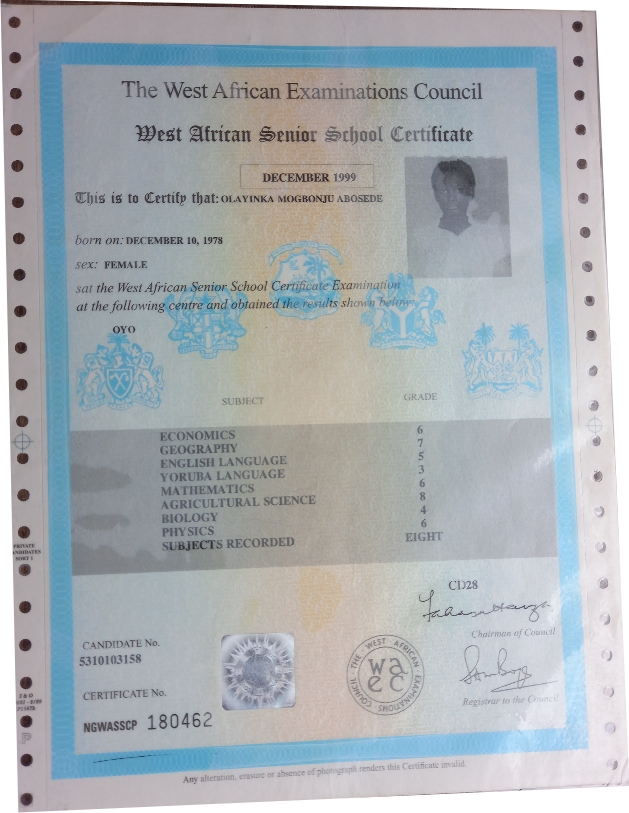 The West African Examinations Council
West African Senior School Certificate
DECEMBER 1999
This is to Certify that: OLAYINKA MOGBONJU ABOSEDE
born on: DECEMBER 10, 1978
sex: FEMALE
sat the West African Senior School Certificate Examination
at the following centre and obtained the results shown below:
OYO
SUBJECT GRADE
ECONOMICS 6
GEOGRAPHY 7
ENGLISH LANGUAGE 5
YORUBA LANGUAGE 3
MATHEMATICS 6
AGRICULTURAL SCIENCE 8
BIOLOGY 4
PHYSICS 6
SUBJECTS RECORDED EIGHT
PRIVATE
CANDIDATES
SORT 1
CD28
Chairman of Council
CANDIDATE No.
5310103158
THE WEST AFRICAN EXAMINATIONS COUNCIL
waec
CERTIFICATE No.
Registrar to the Council
NGWASSCP 180462
Any alteration, erasure or absence of photograph renders this Certificate invalid.